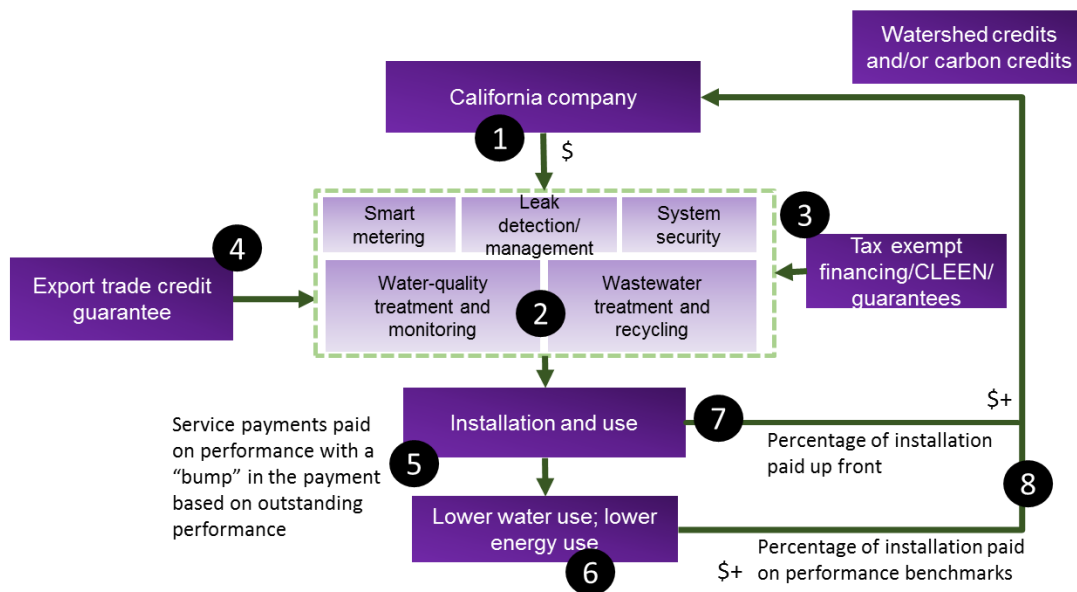 Watershed credits
and/or carbon credits
California company
1
$
Smart
metering
Leak
detection/
management
System
security
3
4
Tax exempt
financing/CLEEN/
guarantees
Export trade credit
guarantee
Water-quality
treatment and
monitoring
2
Wastewater
treatment and
recycling
Installation and use
7
$+
Service payments paid
on performance with a
“bump” in the payment
based on outstanding
performance
5
Percentage of installation
paid up front
8
Lower water use; lower
energy use
6
$+
Percentage of installation paid
on performance benchmarks